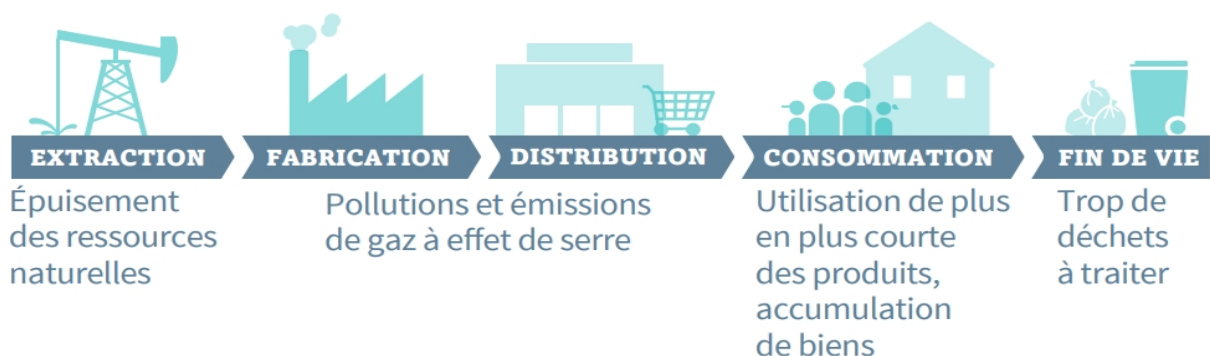 EXTRACTION
FABRICATION
DISTRIBUTION
CONSOMMATION
FIN DE VIE
Épuisement
des ressources
naturelles
Pollutions et émissions
de gaz à effet de serre
Utilisation de plus
en plus courte
des produits,
accumulation
de biens
Trop de
déchets
à traiter